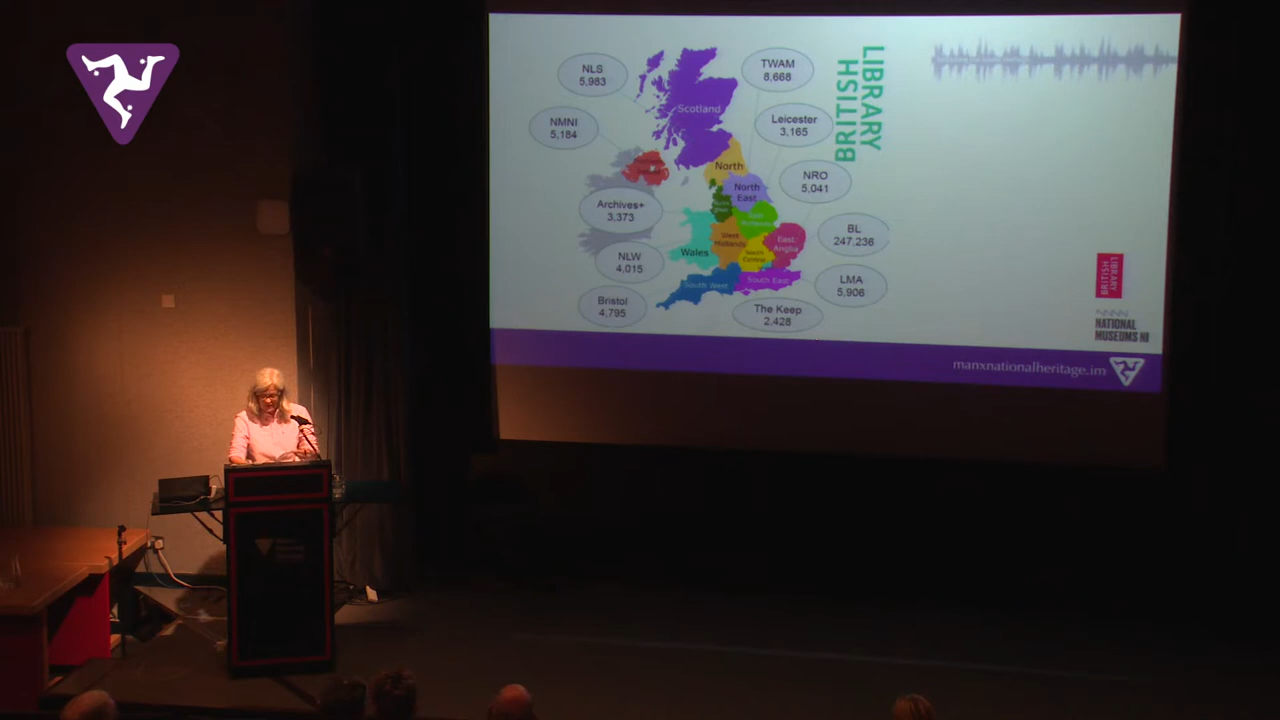 NLS
5,983
TWAM
8,668
Scotland
Leicester
3,165
NMNI
5,184
North
NRO
5,041
North
East
Archives+
3,373
BL
247,236
West
Midlands
East
Anglia
Wales
NLW
4,015
South West
South East
LMA
5,906
Bristol
4,795
The Keep
2,428
BRITISH
LIBRARY
BRITISH
LIBRARY
NATIONAL
MUSEUMS NI
manxnationalheritage.im